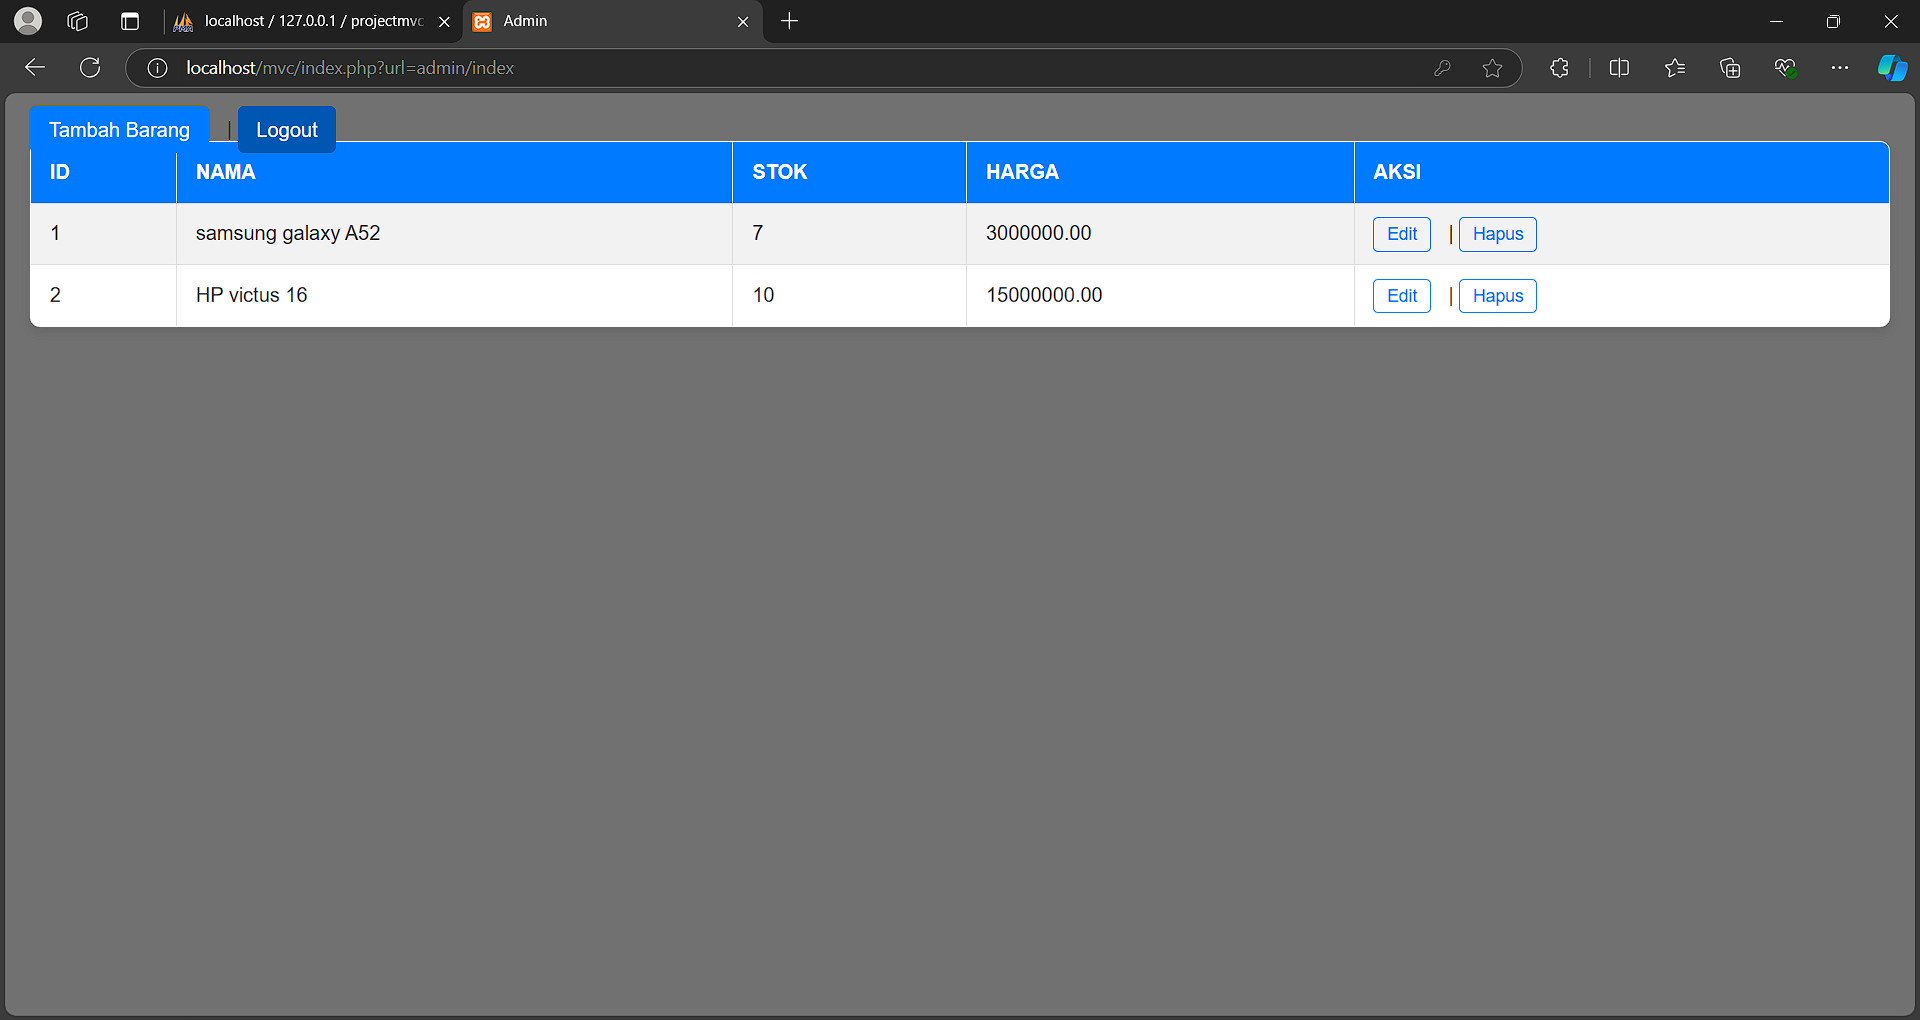 localhost / 127.0.0.1 / projectmvc
Admin
localhost/mvc/index.php?url=admin/index
Tambah Barang | Logout
ID NAMA STOK HARGA AKSI
1 samsung galaxy A52 7 3000000.00 Edit | Hapus
2 HP victus 16 10 15000000.00 Edit | Hapus